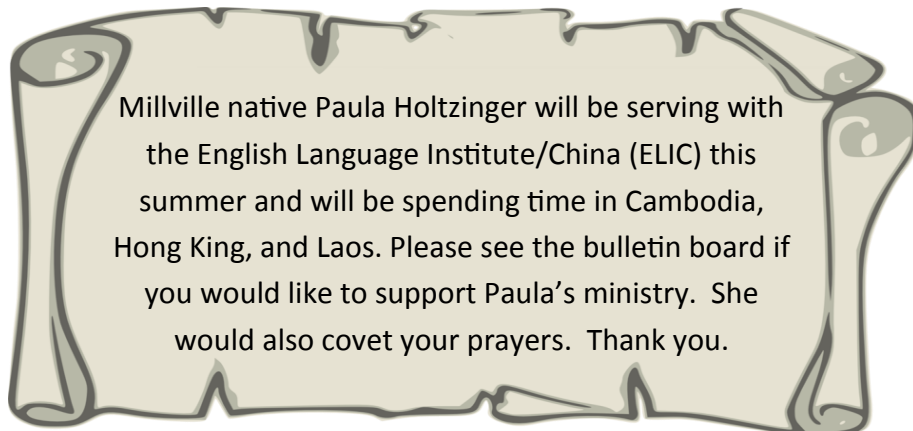 Millville native Paula Holtzinger will be serving with
the English Language Institute/China (ELIC) this
summer and will be spending time in Cambodia,
Hong King, and Laos. Please see the bulletin board if
you would like to support Paula’s ministry.  She
would also covet your prayers.  Thank you.